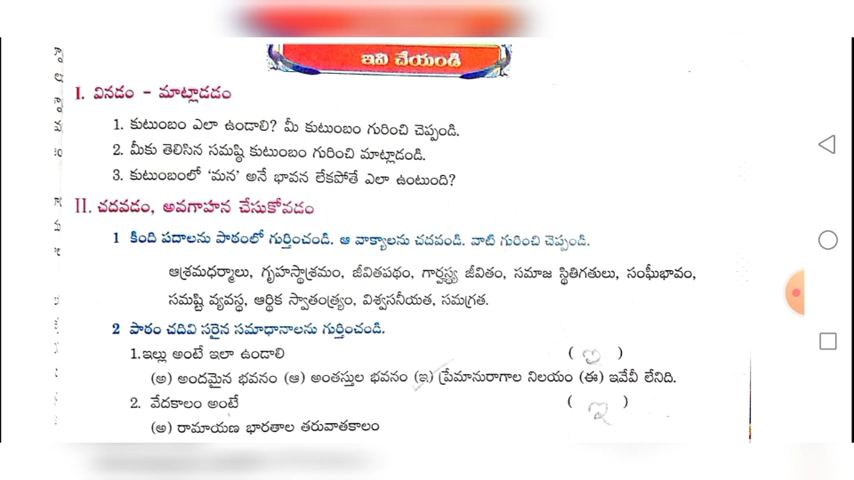 ఇవి చేయండి
I. వినడం - మాట్లాడడం
1. కుటుంబం ఎలా ఉండాలి? మీ కుటుంబం గురించి చెప్పండి.
2. మీకు తెలిసిన సమష్ఠి కుటుంబం గురించి మాట్లాడండి.
3. కుటుంబంలో ‘మన’ అనే భావన లేకపోతే ఎలా ఉంటుంది?
II. చదవడం, అవగాహన చేసుకోవడం
1 కింది పదాలను పాఠంలో గుర్తించండి. ఆ వాక్యాలను చదవండి. వాటి గురించి చెప్పండి.
ఆశ్రమధర్మాలు, గృహస్థాశ్రమం, జీవితపథం, గార్హస్థ్య జీవితం, సమాజ స్థితిగతులు, సంఘీభావం,
సమష్టి వ్యవస్థ, ఆర్థిక స్వాతంత్ర్యం, విశ్వసనీయత, సమగ్రత.
2 పాఠం చదివి సరైన సమాధానాలను గుర్తించండి.
1.ఇల్లు అంటే ఇలా ఉండాలి ( ఇ )
(అ) అందమైన భవనం (ఆ) అంతస్తుల భవనం (ఇ) ప్రేమానురాగాల నిలయం (ఈ) ఇవేవీ లేనిది.
2. వేదకాలం అంటే ( )
(అ) రామాయణ భారతాల తరువాతకాలం